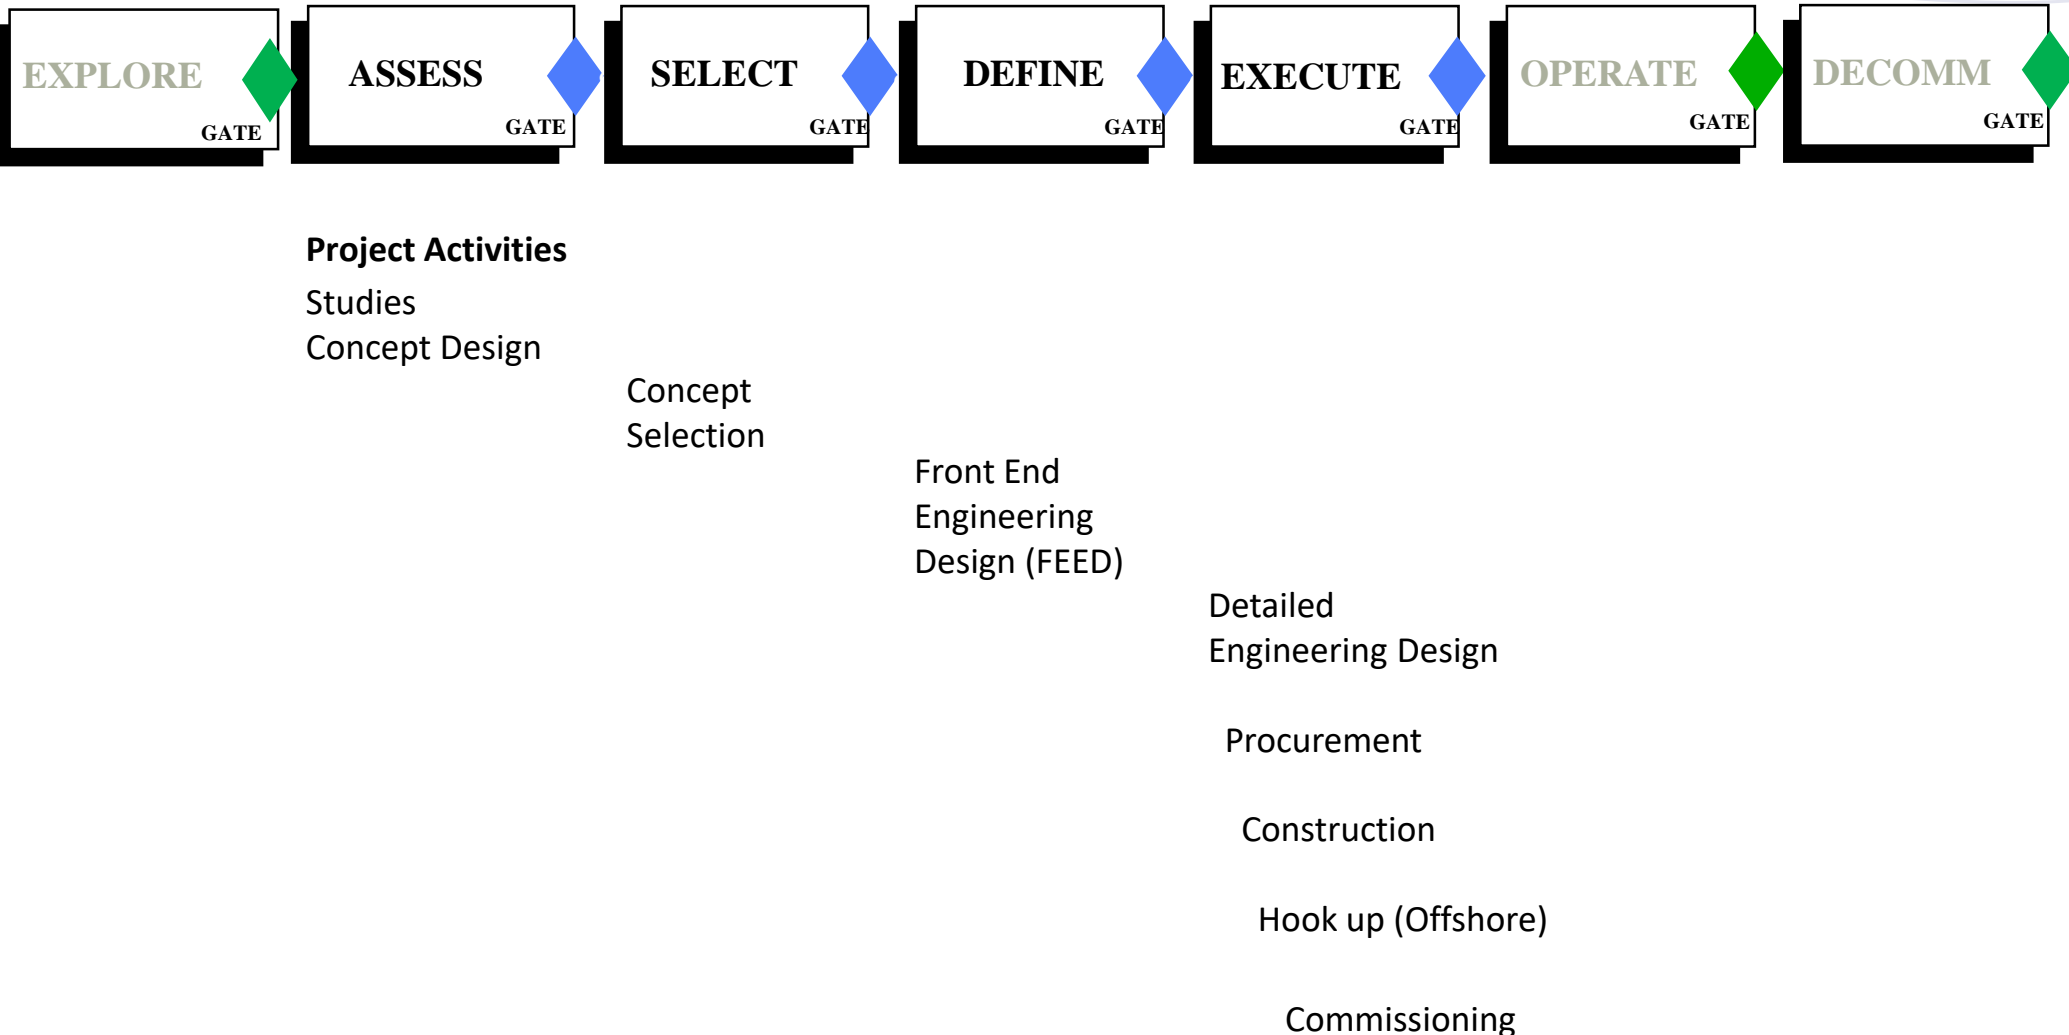 EXPLORE
GATE
ASSESS
GATE
SELECT
GATE
DEFINE
GATE
EXECUTE
GATE
OPERATE
GATE
DECOMM
GATE
Project Activities
Studies
Concept Design
Concept
Selection
Front End
Engineering
Design (FEED)
Detailed
Engineering Design
Procurement
Construction
Hook up (Offshore)
Commissioning